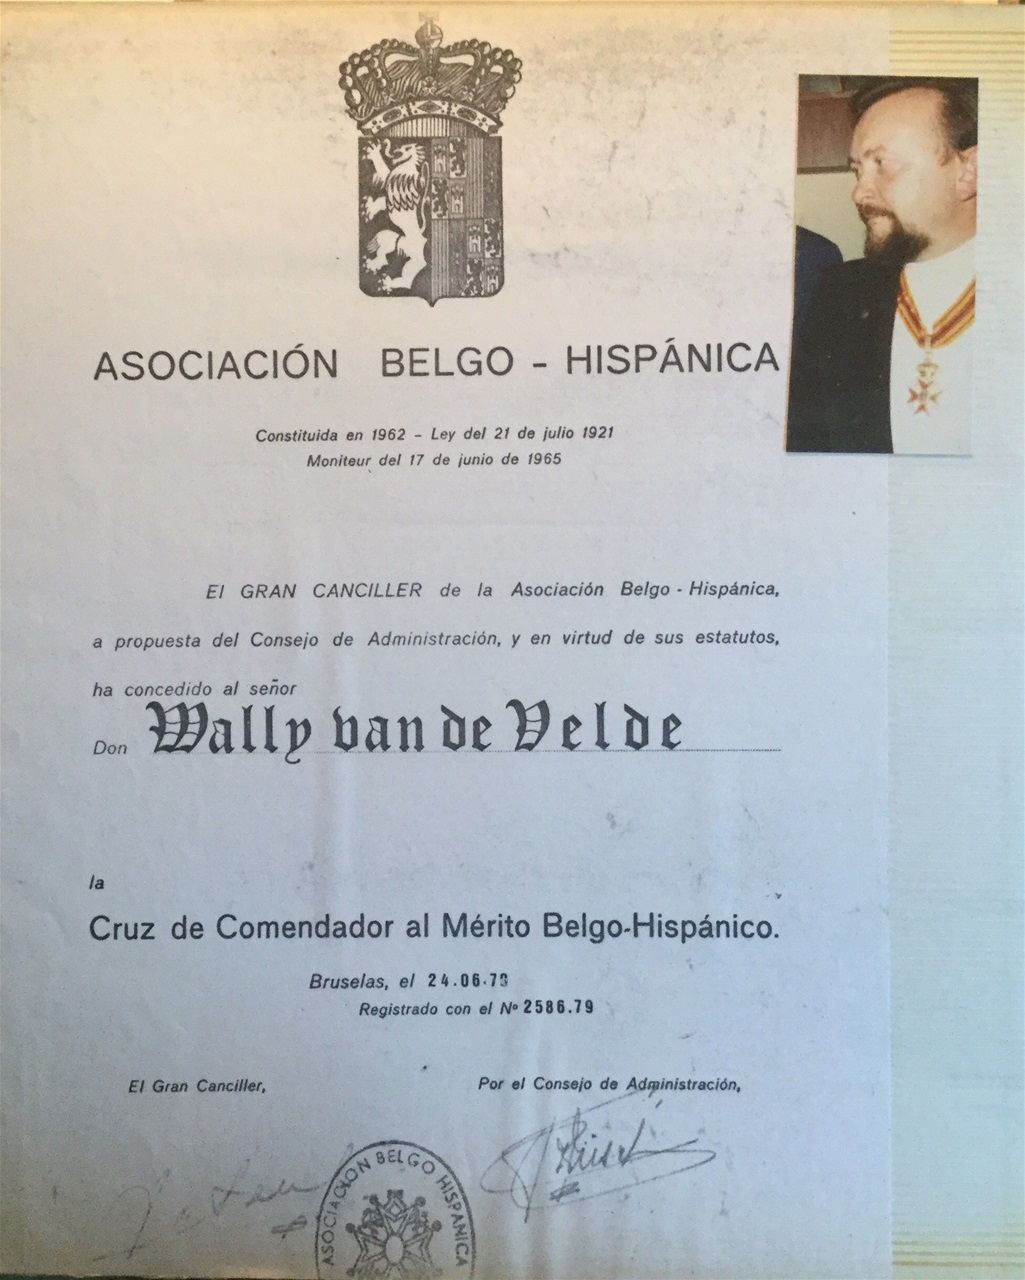 ASOCIACIÓN BELGO - HISPÁNICA
Constituida en 1962 - Ley del 21 de julio 1921
Moniteur del 17 de junio de 1965
El GRAN CANCILLER de la Asociación Belgo - Hispánica,
a propuesta del Consejo de Administración, y en virtud de sus estatutos,
ha concedido al señor
Don Wally van de Velde
la
Cruz de Comendador al Mérito Belgo-Hispánico.
Bruselas, el 24.06.79
Registrado con el Nº 2586.79
El Gran Canciller,
Por el Consejo de Administración,
ASOCIACION BELGO HISPANICA